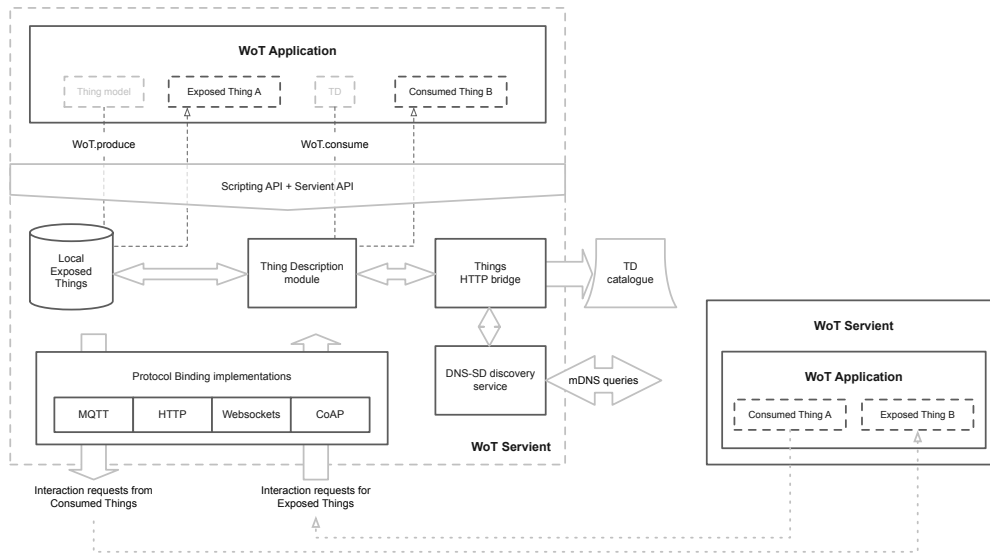 WoT Application
Thing model
Exposed Thing A
TD
Consumed Thing B
WoT.produce
WoT.consume
Scripting API + Servient API
Local
Exposed
Things
Thing Description
module
Things
HTTP bridge
TD
catalogue
WoT Servient
WoT Application
Consumed Thing A
Exposed Thing B
Protocol Binding implementations
MQTT
HTTP
Websockets
CoAP
DNS-SD discovery
service
mDNS queries
WoT Servient
Interaction requests from
Consumed Things
Interaction requests for
Exposed Things